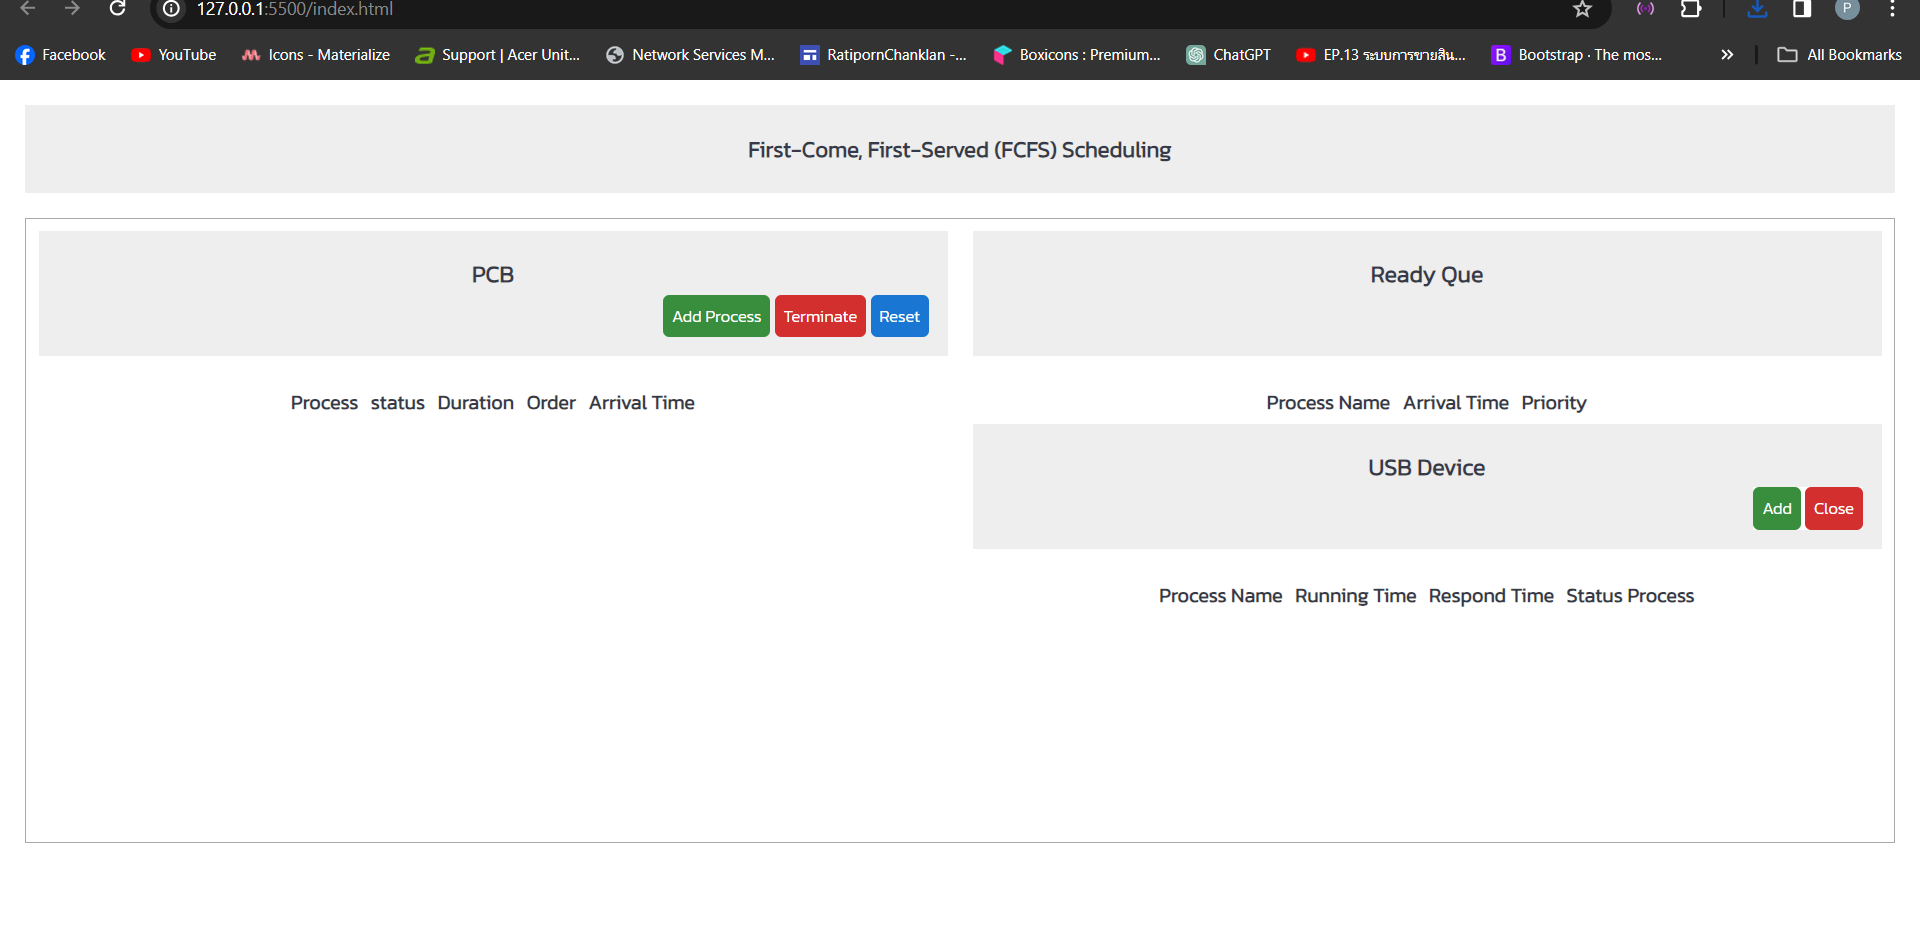 127.0.0.1:5500/index.html
P
Facebook YouTube Icons - Materialize Support | Acer Unit... Network Services M... RatipornChanklan -... Boxicons : Premium... ChatGPT EP.13 ระบบการขายสิน... B Bootstrap · The mos... » All Bookmarks
First-Come, First-Served (FCFS) Scheduling
PCB
Add Process Terminate Reset
Process status Duration Order Arrival Time
Ready Que
Process Name Arrival Time Priority
USB Device
Add Close
Process Name Running Time Respond Time Status Process